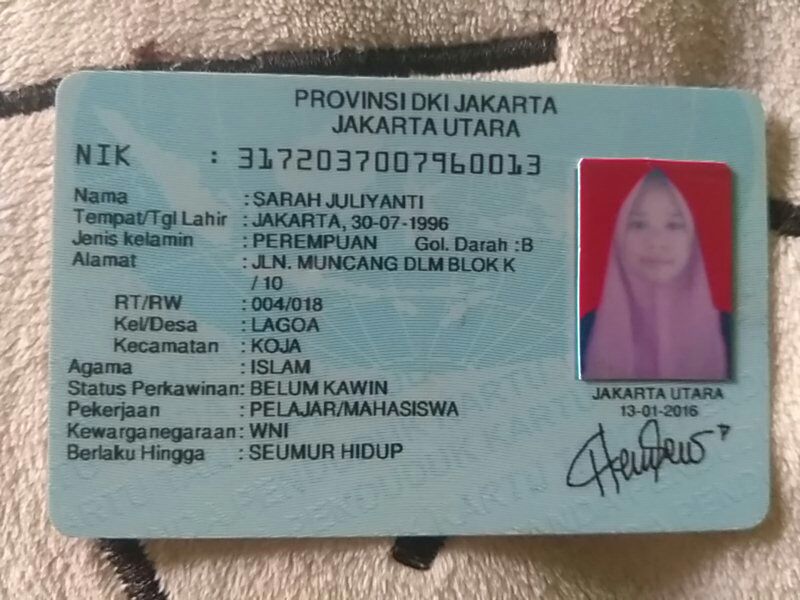 PROVINSI DKI JAKARTA
JAKARTA UTARA
NIK : 3172037007960013
Nama : SARAH JULIYANTI
Tempat/Tgl Lahir : JAKARTA, 30-07-1996
Jenis kelamin : PEREMPUAN Gol. Darah :B
Alamat : JLN. MUNCANG DLM BLOK K
/ 10
RT/RW : 004/018
Kel/Desa : LAGOA
Kecamatan : KOJA
Agama : ISLAM
Status Perkawinan: BELUM KAWIN
Pekerjaan : PELAJAR/MAHASISWA
Kewarganegaraan: WNI
Berlaku Hingga : SEUMUR HIDUP
JAKARTA UTARA
13-01-2016